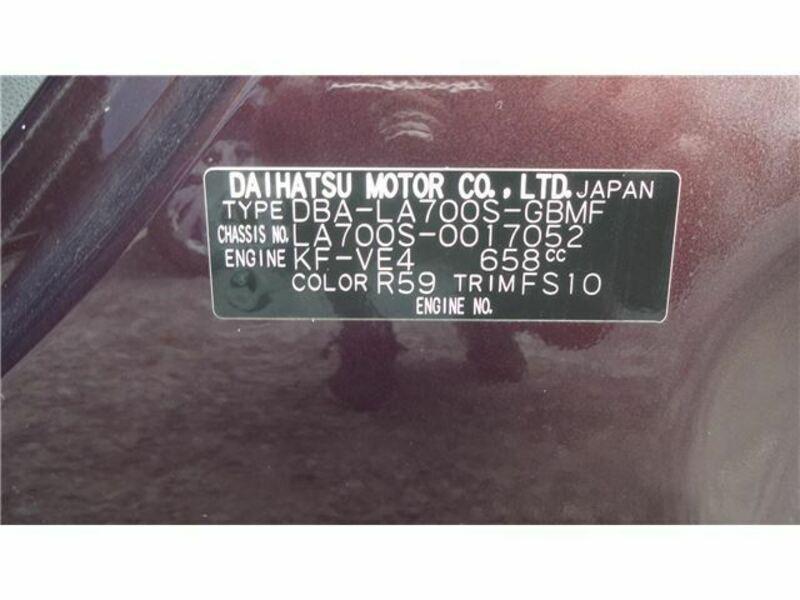 DAIHATSU MOTOR CO., LTD. JAPAN
TYPE DBA-LA700S-GBMF
CHASSIS NO. LA700S-0017052
ENGINE KF-VE4 658cc
COLOR R59 TRIM FS10
ENGINE NO.